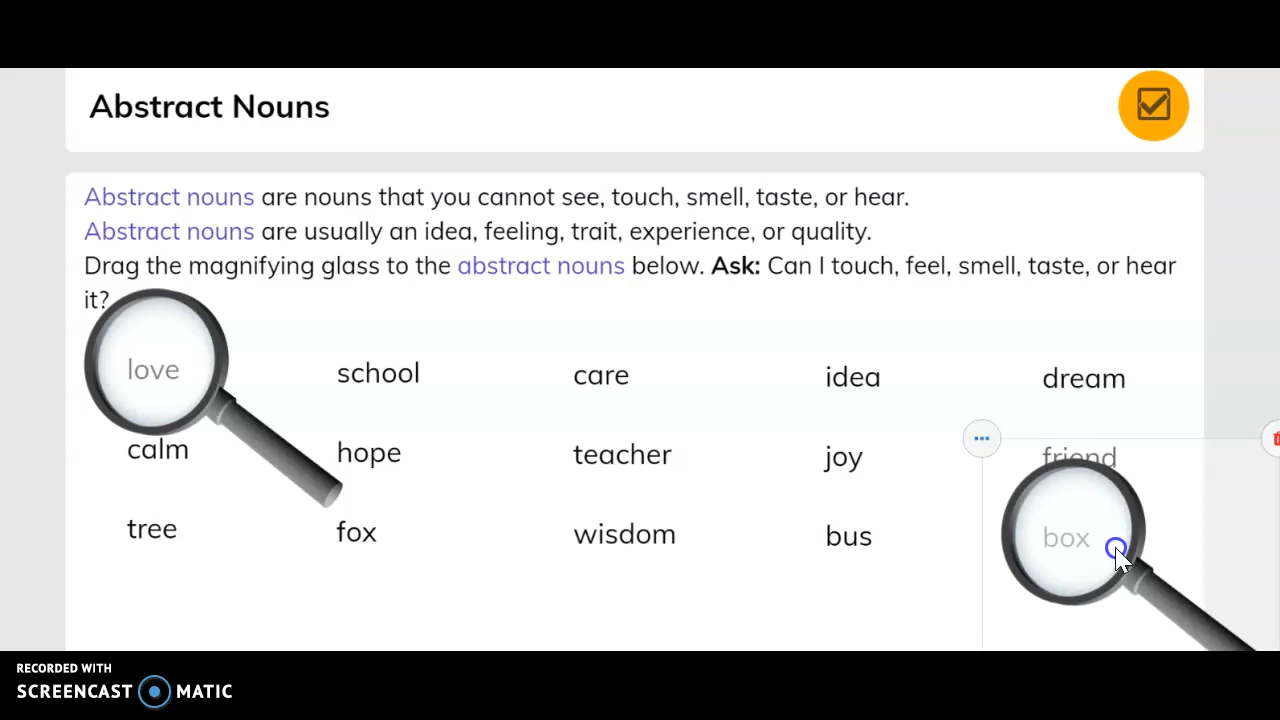 Abstract Nouns
Abstract nouns are nouns that you cannot see, touch, smell, taste, or hear.
Abstract nouns are usually an idea, feeling, trait, experience, or quality.
Drag the magnifying glass to the abstract nouns below. Ask: Can I touch, feel, smell, taste, or hear
it?
love school care idea dream
calm hope teacher joy friend
tree fox wisdom bus box
RECORDED WITH
SCREENCAST MATIC